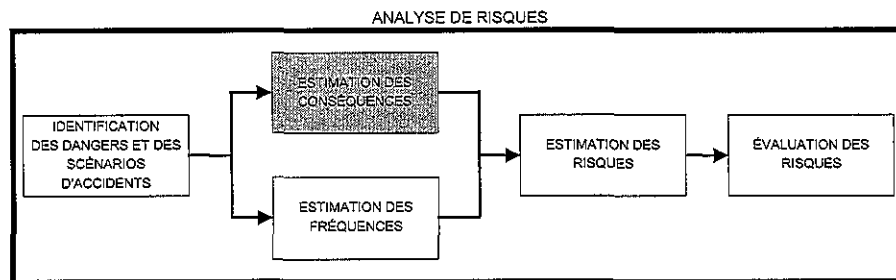 ANALYSE DE RISQUES
ESTIMATION DES
CONSÉQUENCES
IDENTIFICATION
DES DANGERS ET DES
SCÉNARIOS
D'ACCIDENTS
ESTIMATION DES
FRÉQUENCES
ESTIMATION DES
RISQUES
ÉVALUATION DES
RISQUES